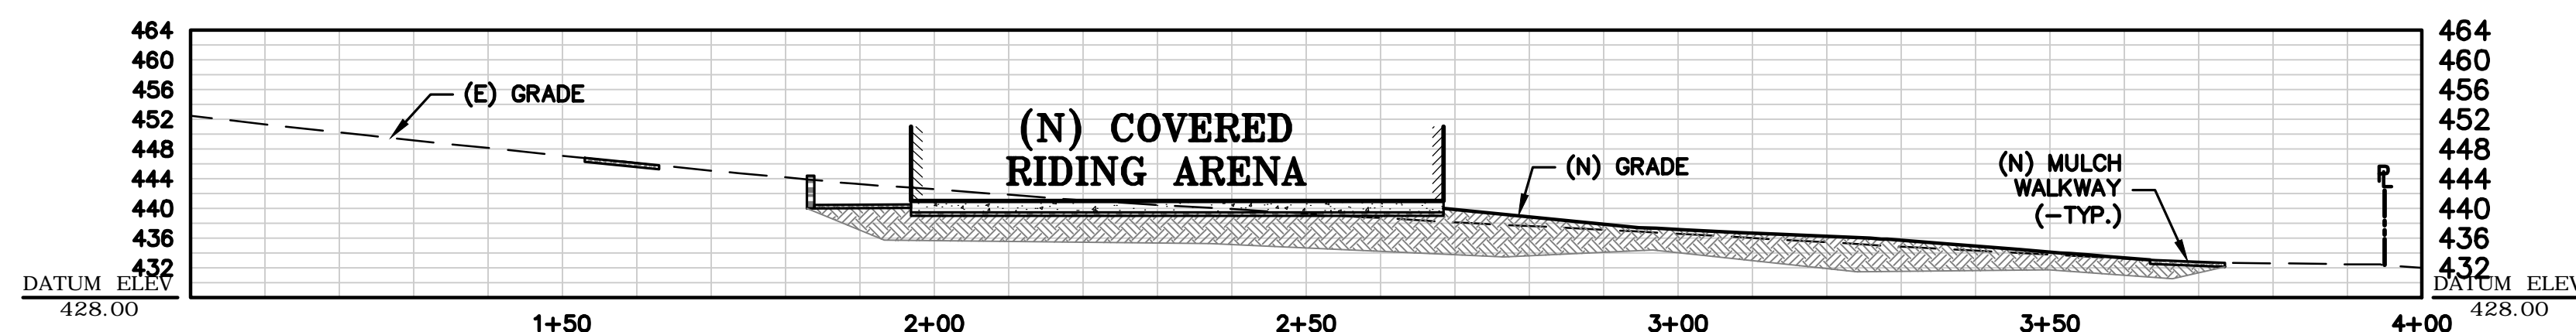 464
460
456
452
448
444
440
436
432
DATUM ELEV
428.00
(E) GRADE
(N) COVERED
RIDING ARENA
(N) GRADE
(N) MULCH
WALKWAY
(-TYP.)
PL
464
460
456
452
448
444
440
436
432
DATUM ELEV
428.00
1+50
2+00
2+50
3+00
3+50
4+00